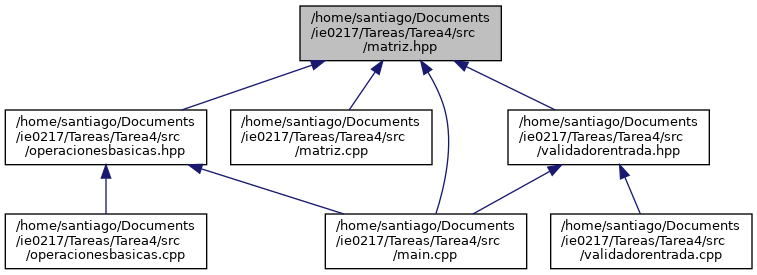 /home/santiago/Documents
/ie0217/Tareas/Tarea4/src
/matriz.hpp
/home/santiago/Documents
/ie0217/Tareas/Tarea4/src
/operacionesbasicas.hpp
/home/santiago/Documents
/ie0217/Tareas/Tarea4/src
/matriz.cpp
/home/santiago/Documents
/ie0217/Tareas/Tarea4/src
/validadorentrada.hpp
/home/santiago/Documents
/ie0217/Tareas/Tarea4/src
/operacionesbasicas.cpp
/home/santiago/Documents
/ie0217/Tareas/Tarea4/src
/main.cpp
/home/santiago/Documents
/ie0217/Tareas/Tarea4/src
/validadorentrada.cpp